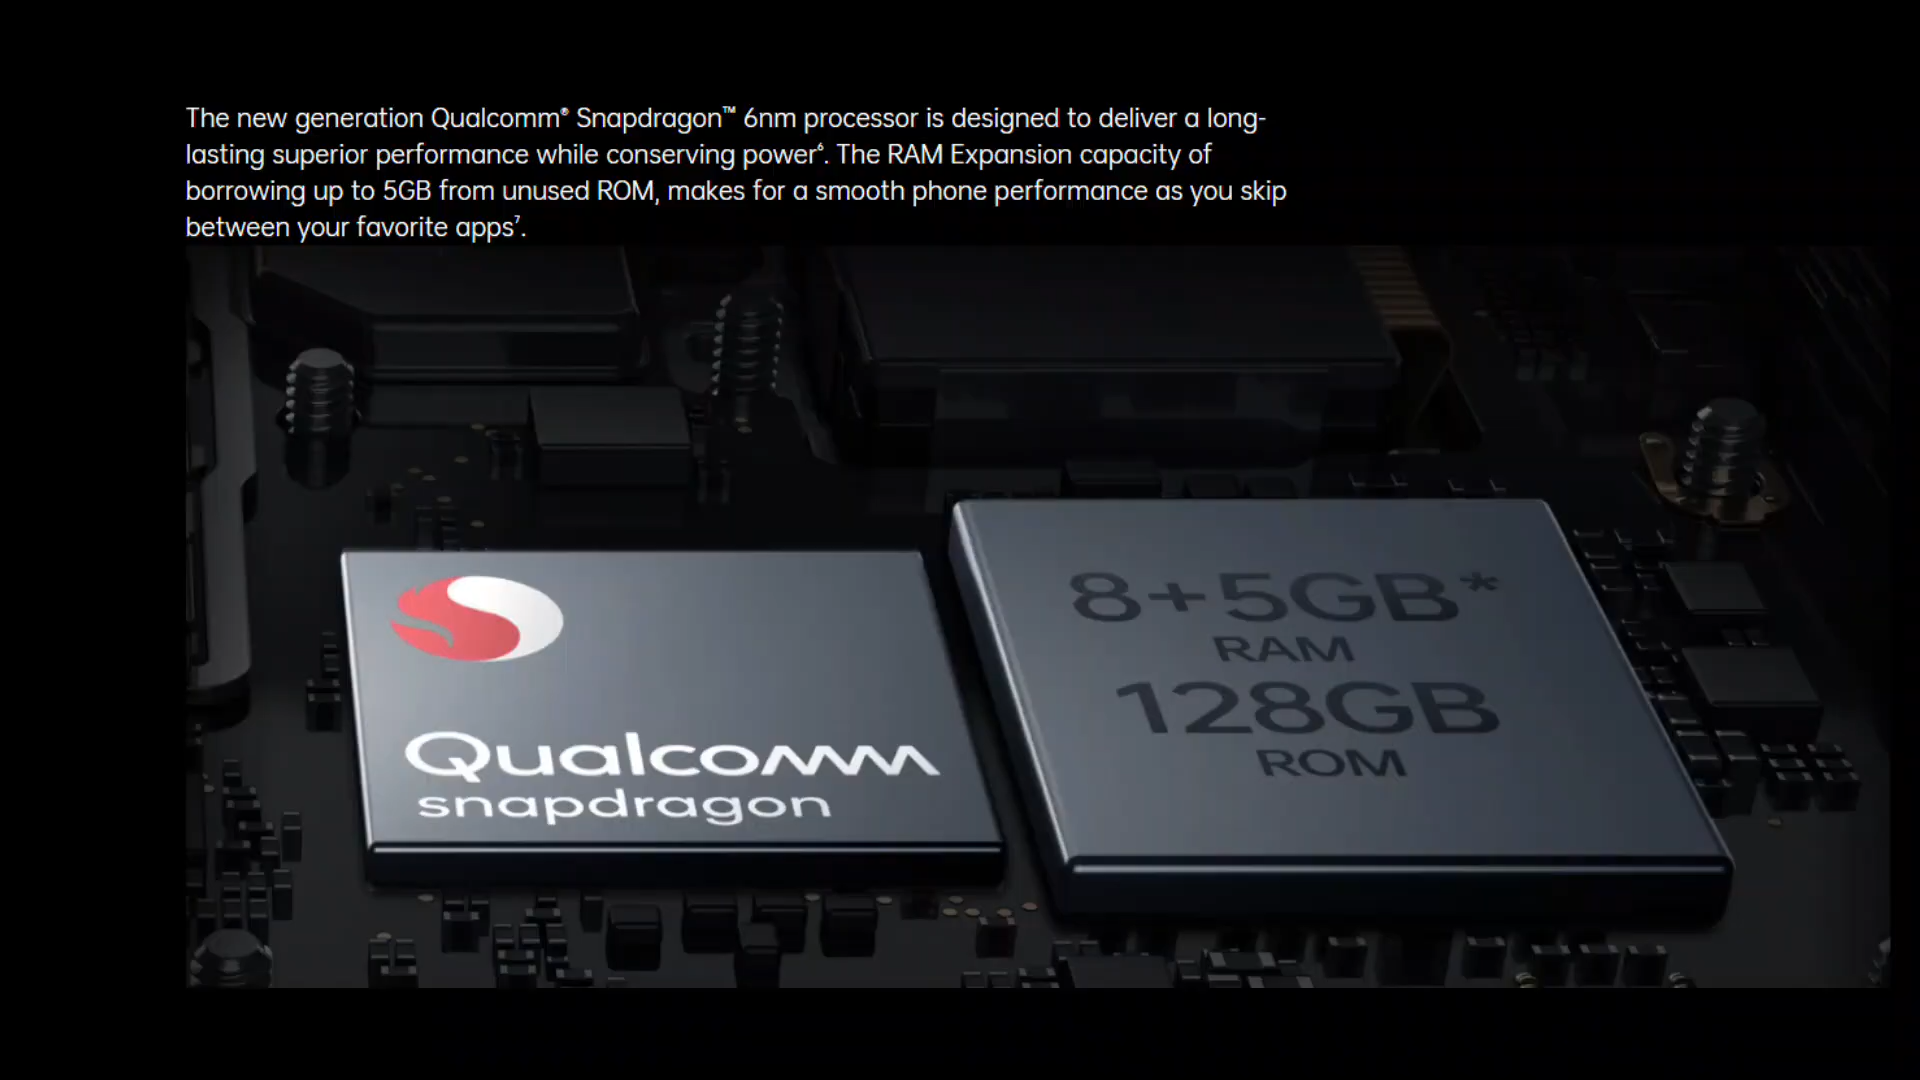 The new generation Qualcomm® Snapdragon™ 6nm processor is designed to deliver a long-
lasting superior performance while conserving power⁶. The RAM Expansion capacity of
borrowing up to 5GB from unused ROM, makes for a smooth phone performance as you skip
between your favorite apps⁷.
8+5GB*
RAM
128GB
ROM
Qualcomm
snapdragon